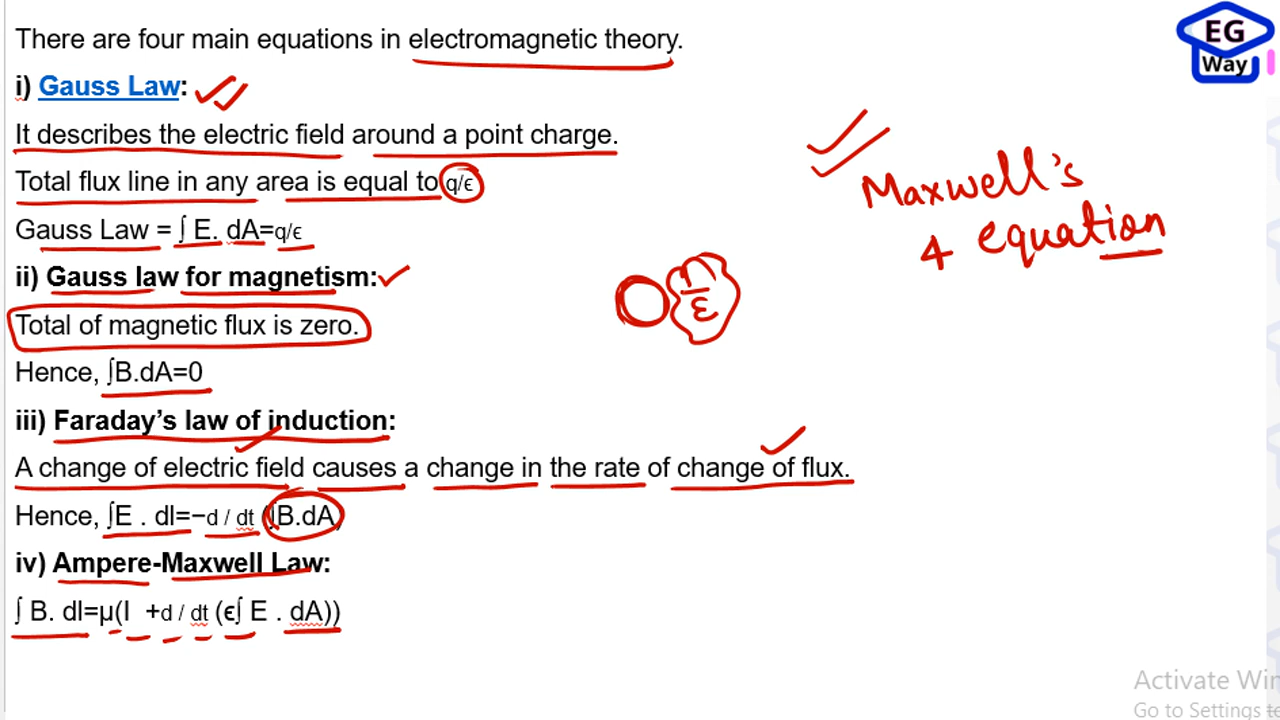 There are four main equations in electromagnetic theory.
EG
Way
i) Gauss Law:
It describes the electric field around a point charge.
Total flux line in any area is equal to q/ϵ
Gauss Law = ∫ E. dA=q/ϵ
Maxwell's
4 equation
ii) Gauss law for magnetism:
Total of magnetic flux is zero.
Hence, ∫B.dA=0
iii) Faraday's law of induction:
A change of electric field causes a change in the rate of change of flux.
Hence, ∫E . dl=−d / dt (∫B.dA)
iv) Ampere-Maxwell Law:
∫ B. dl=μ(I +d / dt (ϵ∫ E . dA))
Activate Win
Go to Settings to